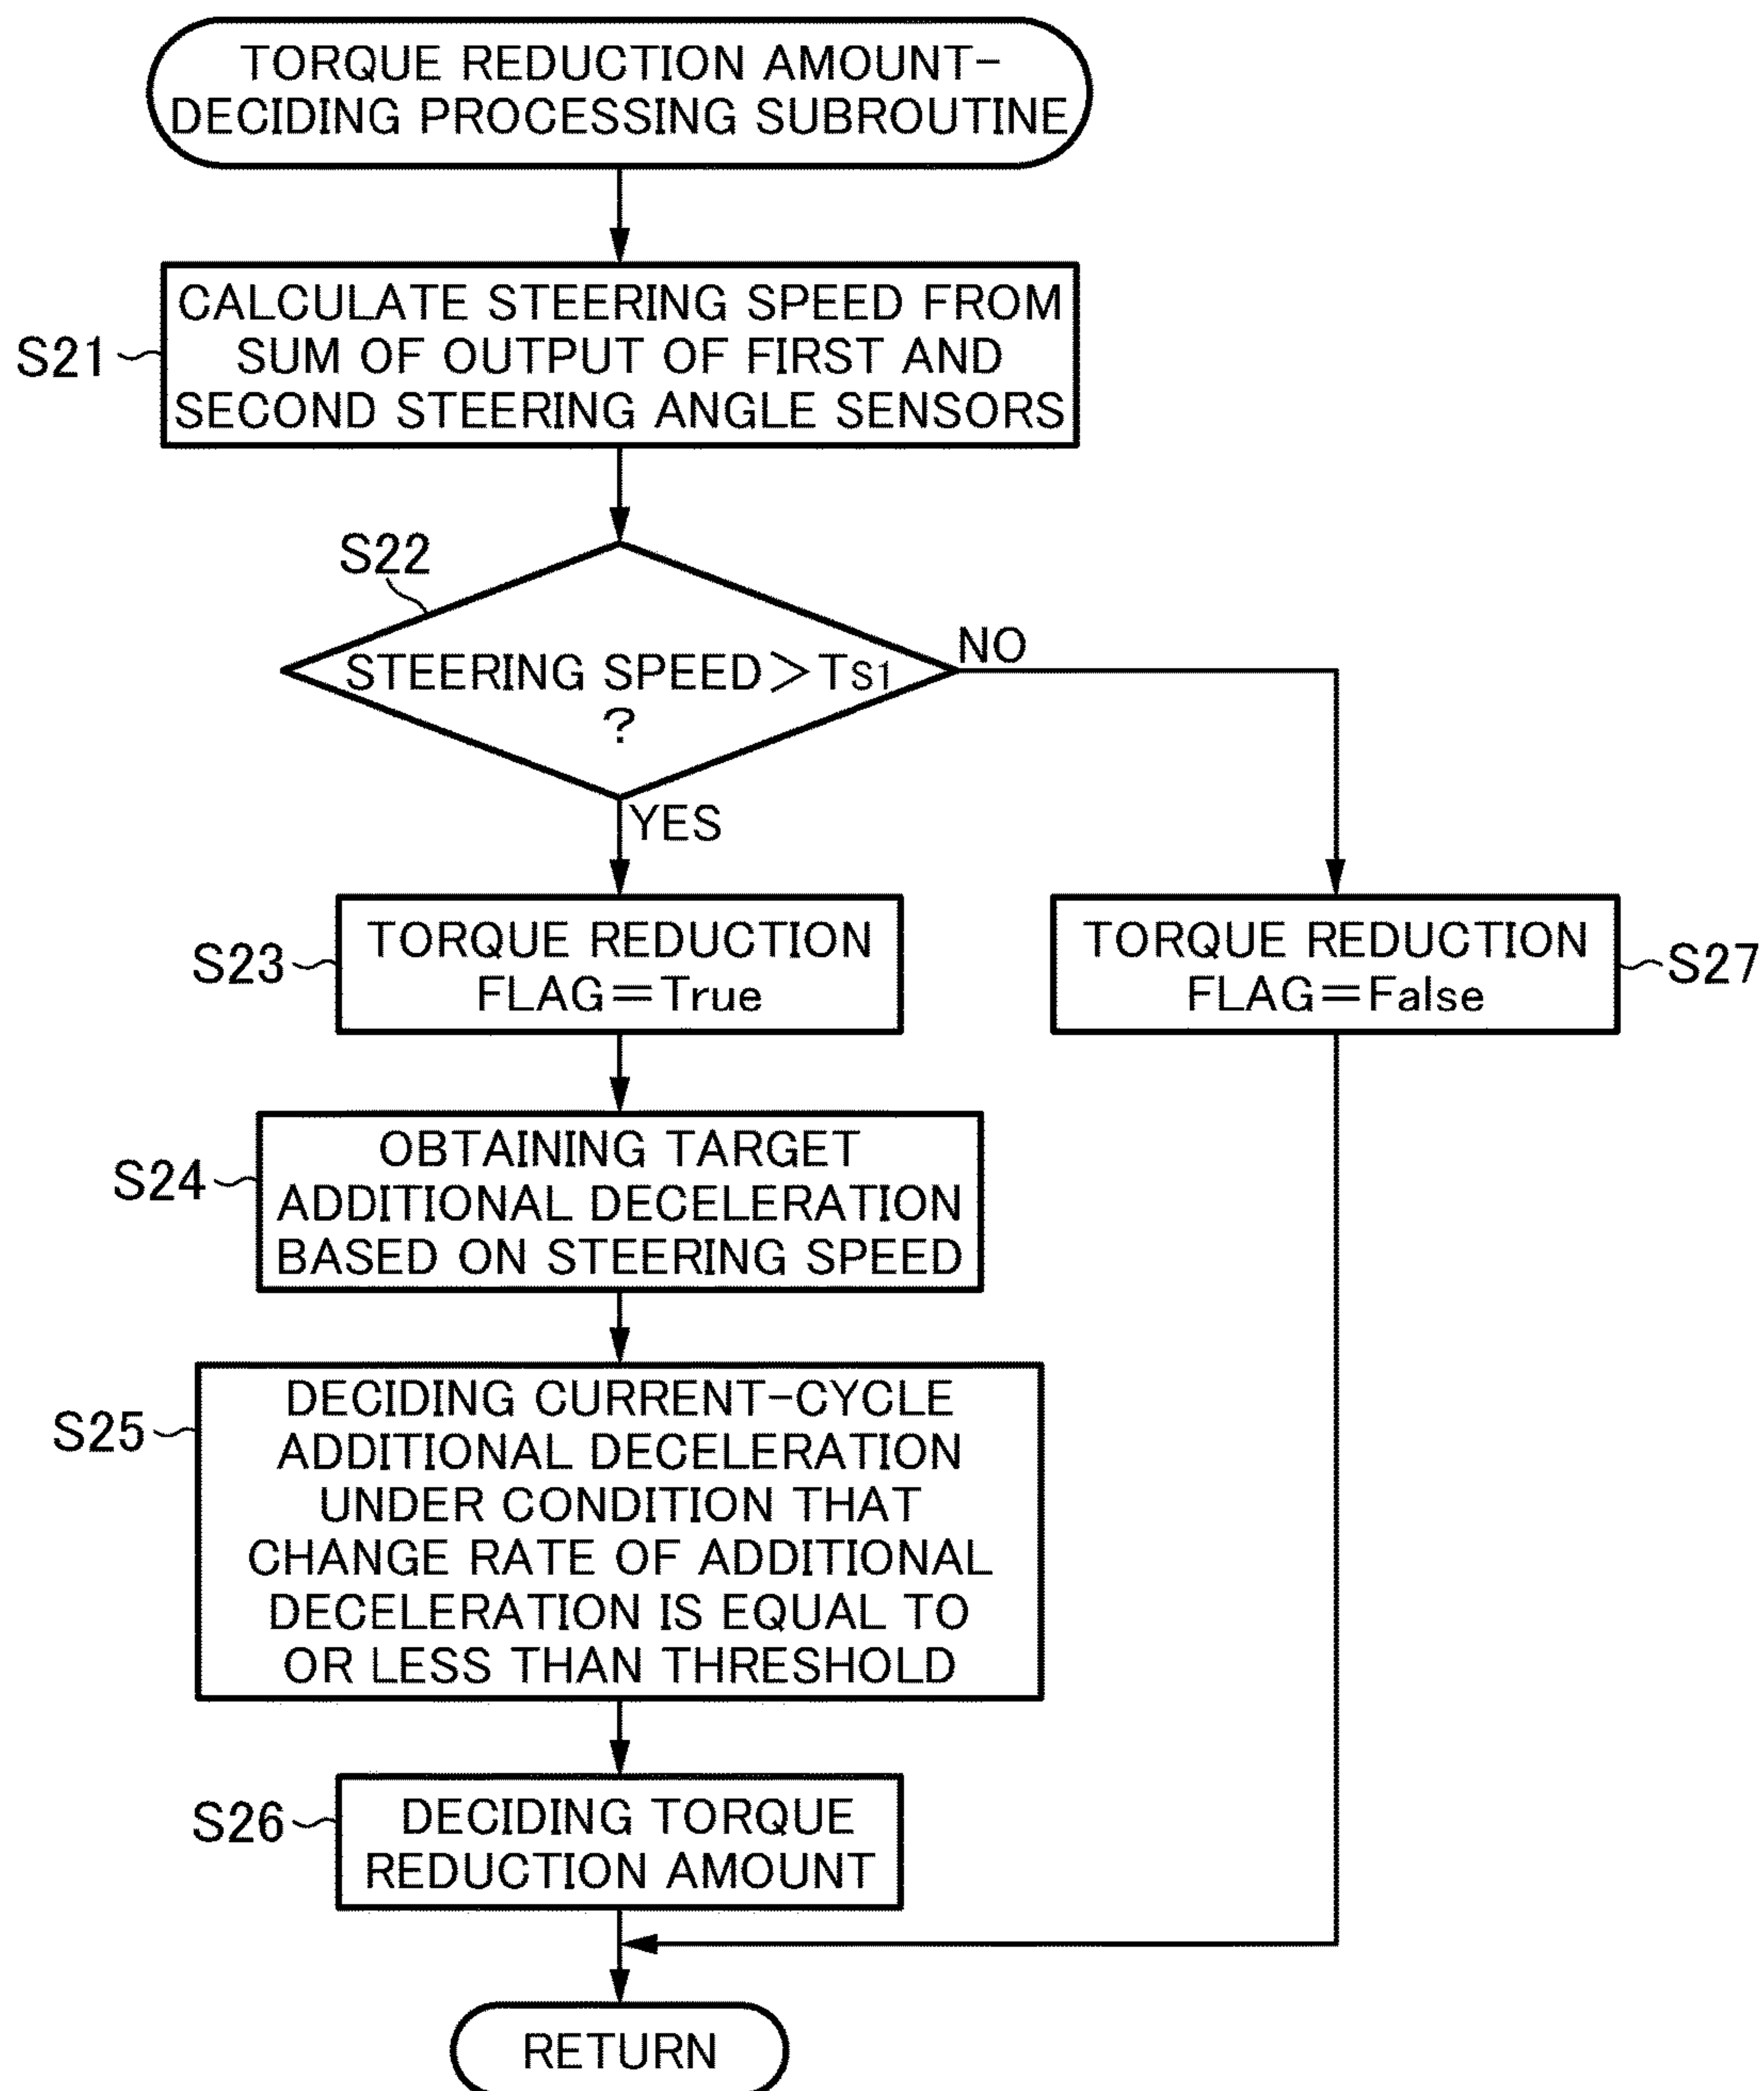 TORQUE REDUCTION AMOUNT-
DECIDING PROCESSING SUBROUTINE
S21
CALCULATE STEERING SPEED FROM
SUM OF OUTPUT OF FIRST AND
SECOND STEERING ANGLE SENSORS
S22
STEERING SPEED>TS1
?
NO
YES
S23
TORQUE REDUCTION
FLAG=True
TORQUE REDUCTION
FLAG=False
S27
S24
OBTAINING TARGET
ADDITIONAL DECELERATION
BASED ON STEERING SPEED
S25
DECIDING CURRENT-CYCLE
ADDITIONAL DECELERATION
UNDER CONDITION THAT
CHANGE RATE OF ADDITIONAL
DECELERATION IS EQUAL TO
OR LESS THAN THRESHOLD
S26
DECIDING TORQUE
REDUCTION AMOUNT
RETURN